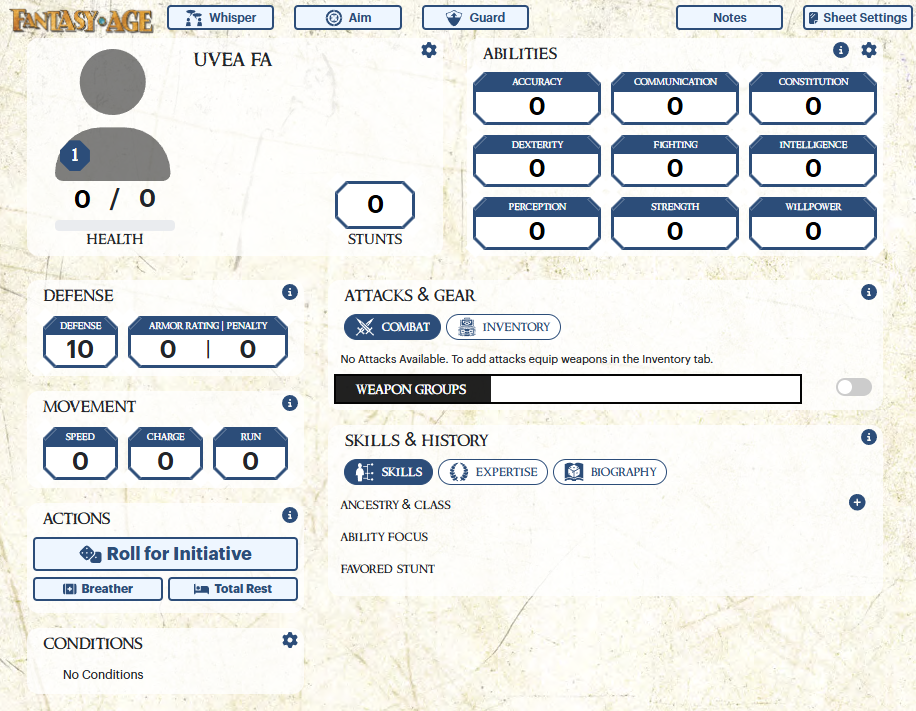 FANTASY AGE
Whisper
Aim
Guard
Notes
Sheet Settings
UVEA FA
1
0 / 0
HEALTH
0
STUNTS
ABILITIES
ACCURACY
0
COMMUNICATION
0
CONSTITUTION
0
DEXTERITY
0
FIGHTING
0
INTELLIGENCE
0
PERCEPTION
0
STRENGTH
0
WILLPOWER
0
DEFENSE
DEFENSE
10
ARMOR RATING | PENALTY
0 | 0
MOVEMENT
SPEED
0
CHARGE
0
RUN
0
ACTIONS
Roll for Initiative
Breather
Total Rest
CONDITIONS
No Conditions
ATTACKS & GEAR
COMBAT
INVENTORY
No Attacks Available. To add attacks equip weapons in the Inventory tab.
WEAPON GROUPS
SKILLS & HISTORY
SKILLS
EXPERTISE
BIOGRAPHY
ANCESTRY & CLASS
ABILITY FOCUS
FAVORED STUNT